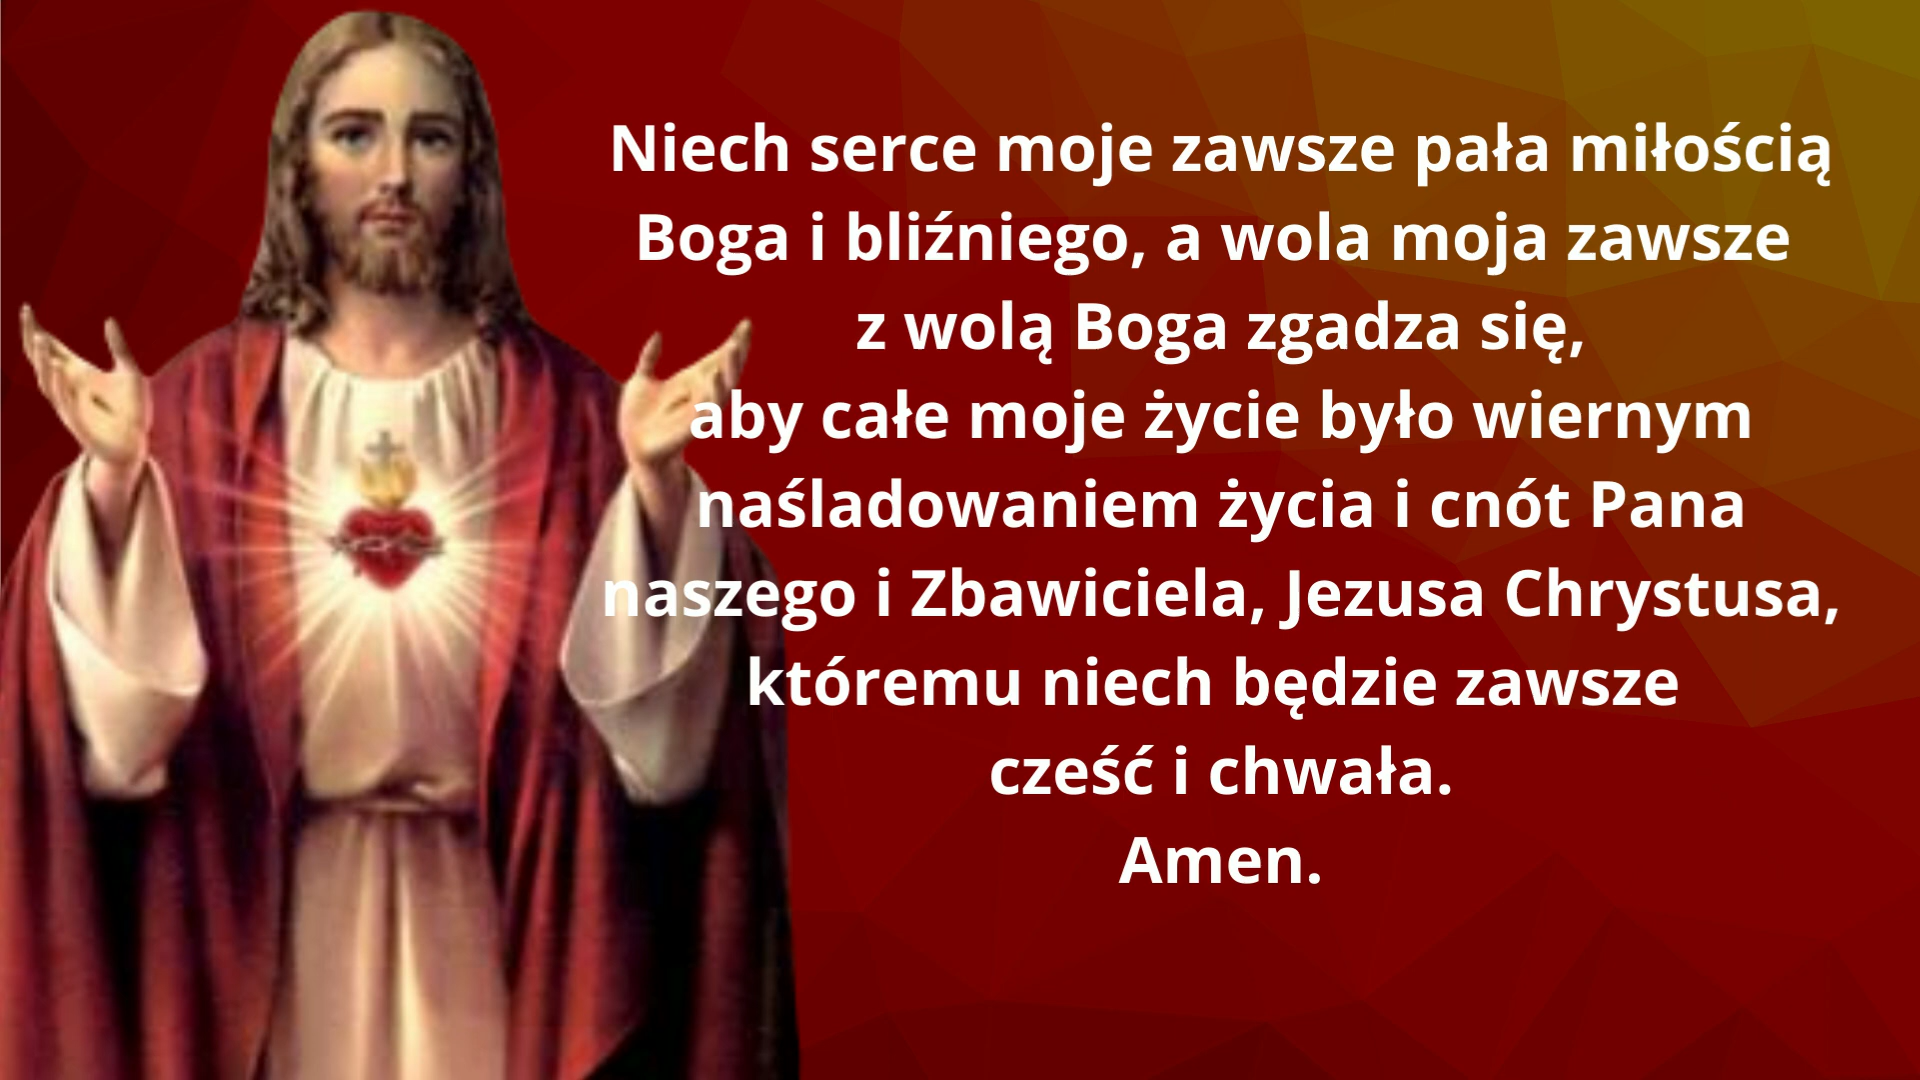 Niech serce moje zawsze pała miłością
Boga i bliźniego, a wola moja zawsze
z wolą Boga zgadza się,
aby całe moje życie było wiernym
naśladowaniem życia i cnót Pana
naszego i Zbawiciela, Jezusa Chrystusa,
któremu niech będzie zawsze
cześć i chwała.
Amen.